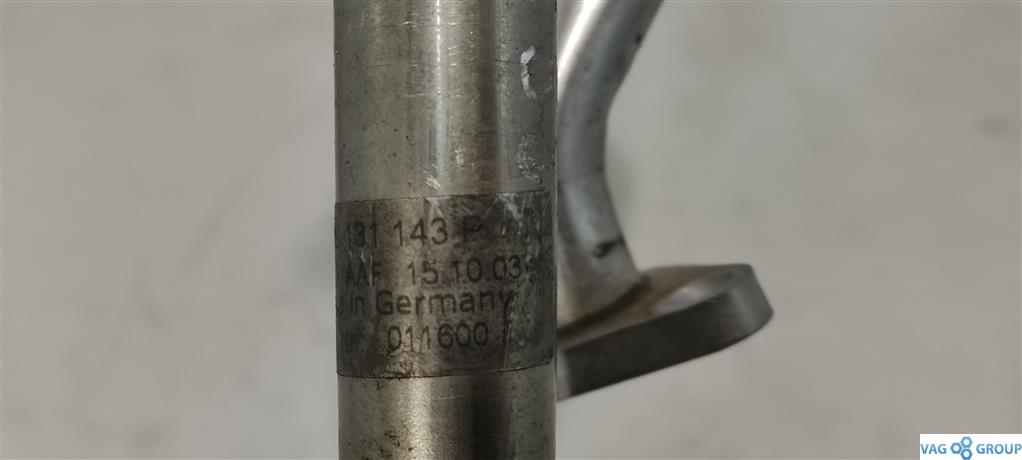 131 143 P
AAF 15.10.03
in Germany
011600
VAG GROUP